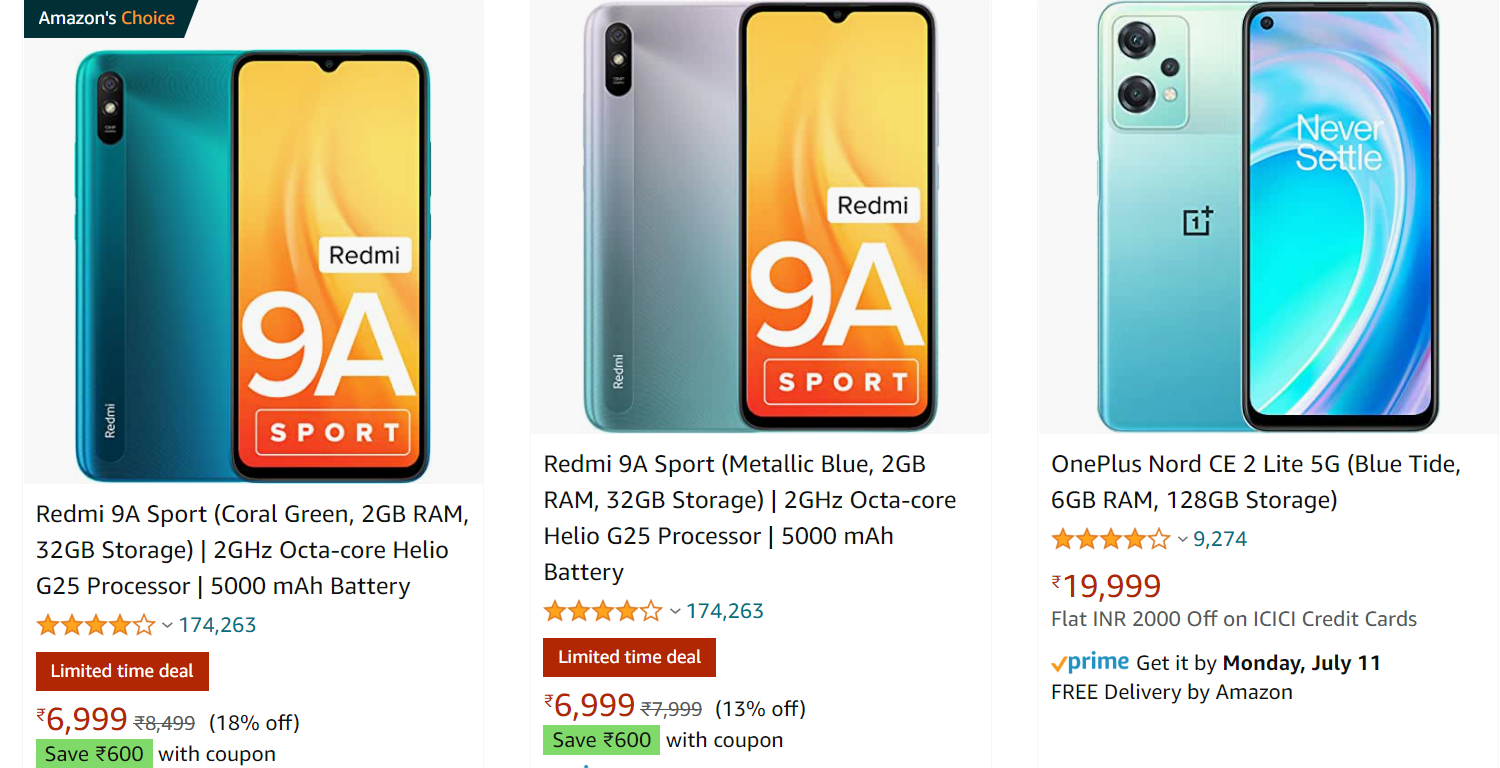 Amazon's Choice
Redmi
9A
SPORT
Redmi
Redmi 9A Sport (Coral Green, 2GB RAM,
32GB Storage) | 2GHz Octa-core Helio
G25 Processor | 5000 mAh Battery
174,263
Limited time deal
₹6,999 ₹8,499 (18% off)
Save ₹600 with coupon
Redmi
9A
SPORT
Redmi
Redmi 9A Sport (Metallic Blue, 2GB
RAM, 32GB Storage) | 2GHz Octa-core
Helio G25 Processor | 5000 mAh
Battery
174,263
Limited time deal
₹6,999 ₹7,999 (13% off)
Save ₹600 with coupon
Never
Settle
1+
OnePlus Nord CE 2 Lite 5G (Blue Tide,
6GB RAM, 128GB Storage)
9,274
₹19,999
Flat INR 2000 Off on ICICI Credit Cards
prime Get it by Monday, July 11
FREE Delivery by Amazon